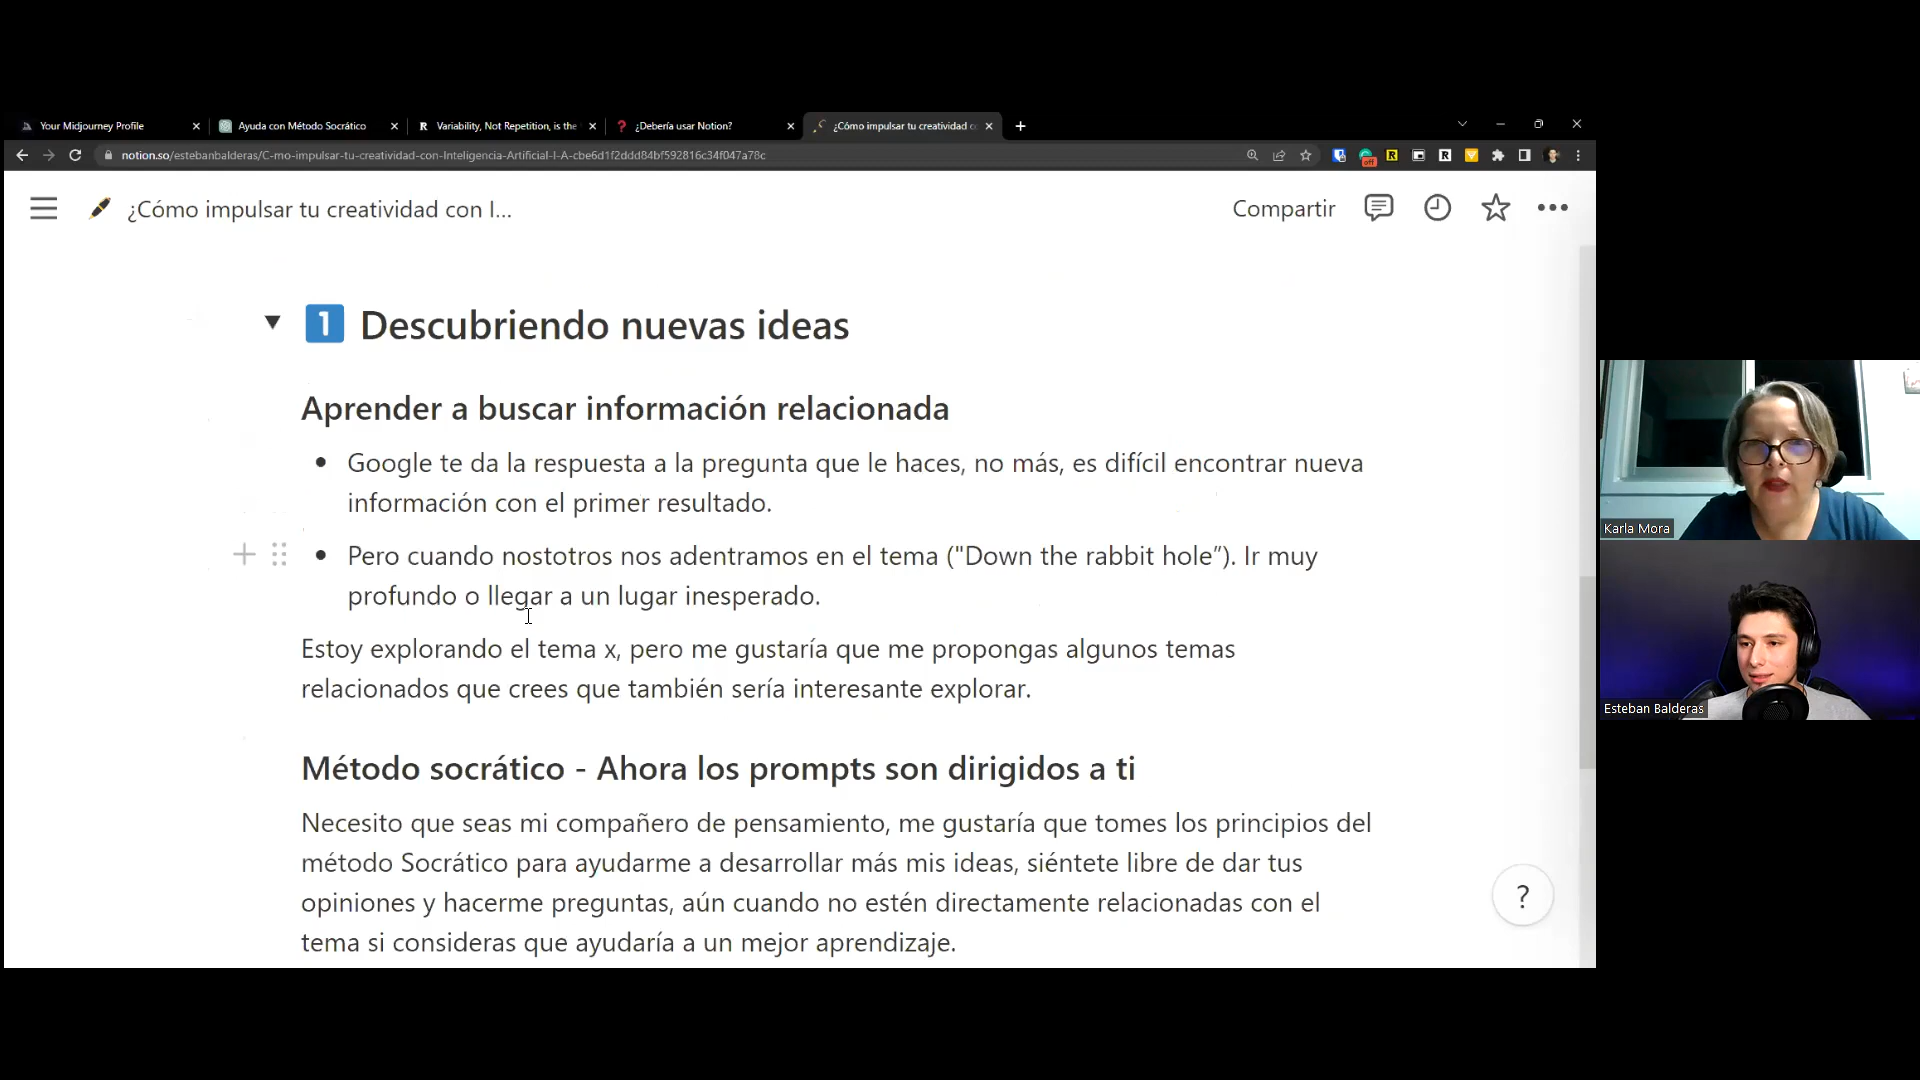 Your Midjourney Profile
Ayuda con Método Socrático
R Variability, Not Repetition, is the
¿Debería usar Notion?
¿Cómo impulsar tu creatividad c
notion.so/estebanbalderas/C-mo-impulsar-tu-creatividad-con-Inteligencia-Artificial-I-A-cbe6d1f2ddd84bf592816c34f047a78c
off
R
R
¿Cómo impulsar tu creatividad con I...
Compartir
1 Descubriendo nuevas ideas
Aprender a buscar información relacionada
• Google te da la respuesta a la pregunta que le haces, no más, es difícil encontrar nueva
información con el primer resultado.
• Pero cuando nostotros nos adentramos en el tema ("Down the rabbit hole”). Ir muy
profundo o llegar a un lugar inesperado.
Estoy explorando el tema x, pero me gustaría que me propongas algunos temas
relacionados que crees que también sería interesante explorar.
Método socrático - Ahora los prompts son dirigidos a ti
Necesito que seas mi compañero de pensamiento, me gustaría que tomes los principios del
método Socrático para ayudarme a desarrollar más mis ideas, siéntete libre de dar tus
opiniones y hacerme preguntas, aún cuando no estén directamente relacionadas con el
tema si consideras que ayudaría a un mejor aprendizaje.
?
Karla Mora
Esteban Balderas